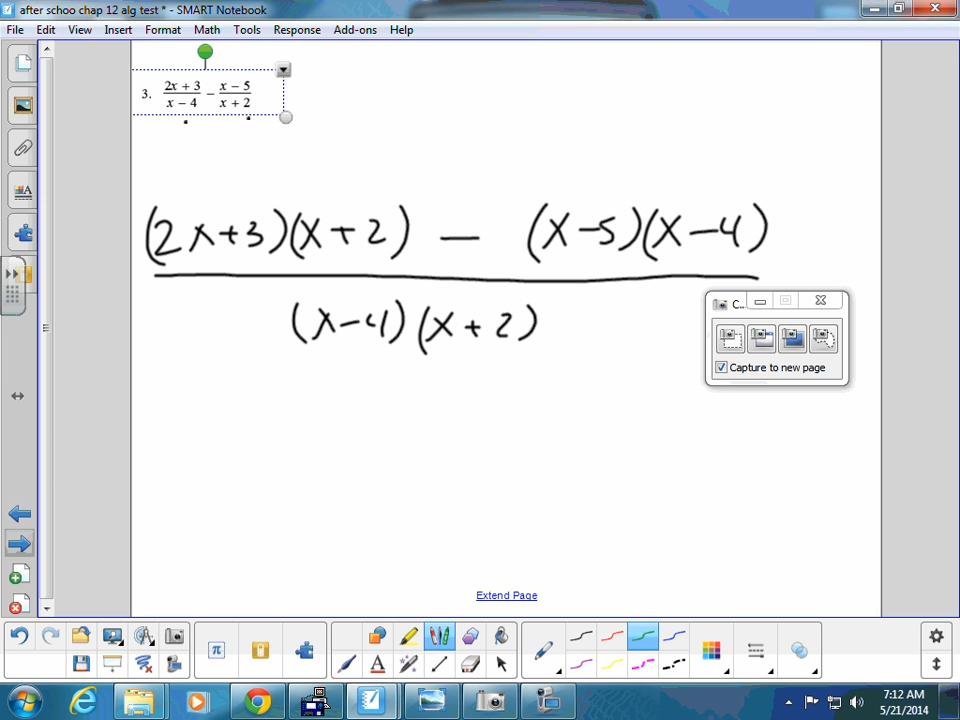 after schoo chap 12 alg test * - SMART Notebook
File Edit View Insert Format Math Tools Response Add-ons Help
3. \frac{2x + 3}{x - 4} - \frac{x - 5}{x + 2}
(2x+3)(x+2) - (x-5)(x-4)
(x-4)(x+2)
C...
Capture to new page
Extend Page
π
A
7:12 AM
5/21/2014